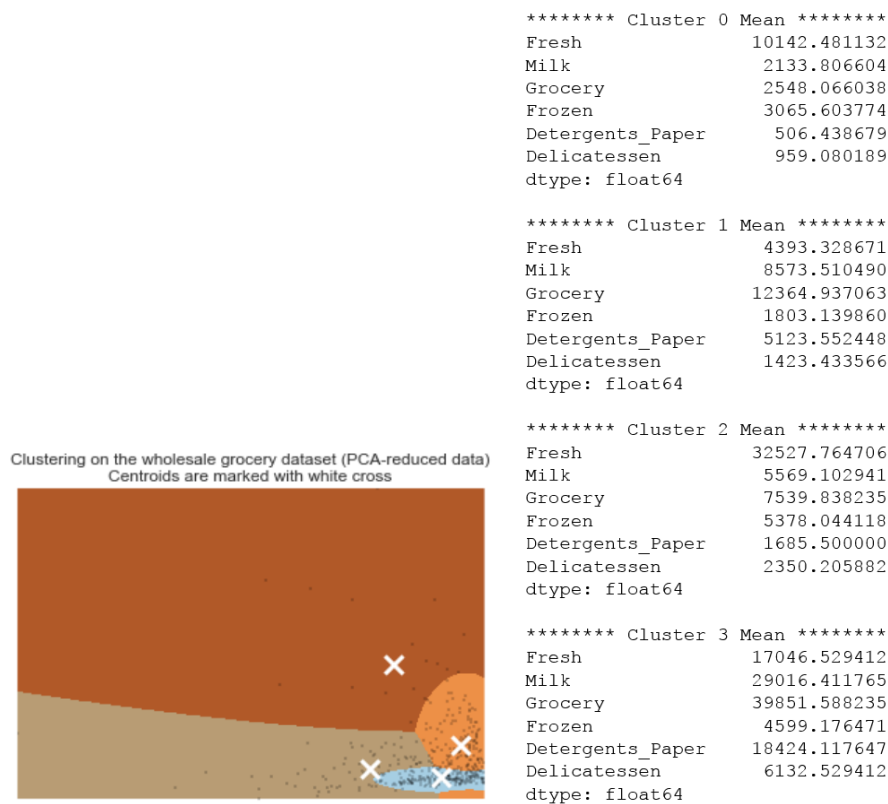 ******** Cluster 0 Mean ********
Fresh 10142.481132
Milk 2133.806604
Grocery 2548.066038
Frozen 3065.603774
Detergents_Paper 506.438679
Delicatessen 959.080189
dtype: float64
******** Cluster 1 Mean ********
Fresh 4393.328671
Milk 8573.510490
Grocery 12364.937063
Frozen 1803.139860
Detergents_Paper 5123.552448
Delicatessen 1423.433566
dtype: float64
******** Cluster 2 Mean ********
Fresh 32527.764706
Milk 5569.102941
Grocery 7539.838235
Frozen 5378.044118
Detergents_Paper 1685.500000
Delicatessen 2350.205882
dtype: float64
******** Cluster 3 Mean ********
Fresh 17046.529412
Milk 29016.411765
Grocery 39851.588235
Frozen 4599.176471
Detergents_Paper 18424.117647
Delicatessen 6132.529412
dtype: float64
Clustering on the wholesale grocery dataset (PCA-reduced data)
Centroids are marked with white cross